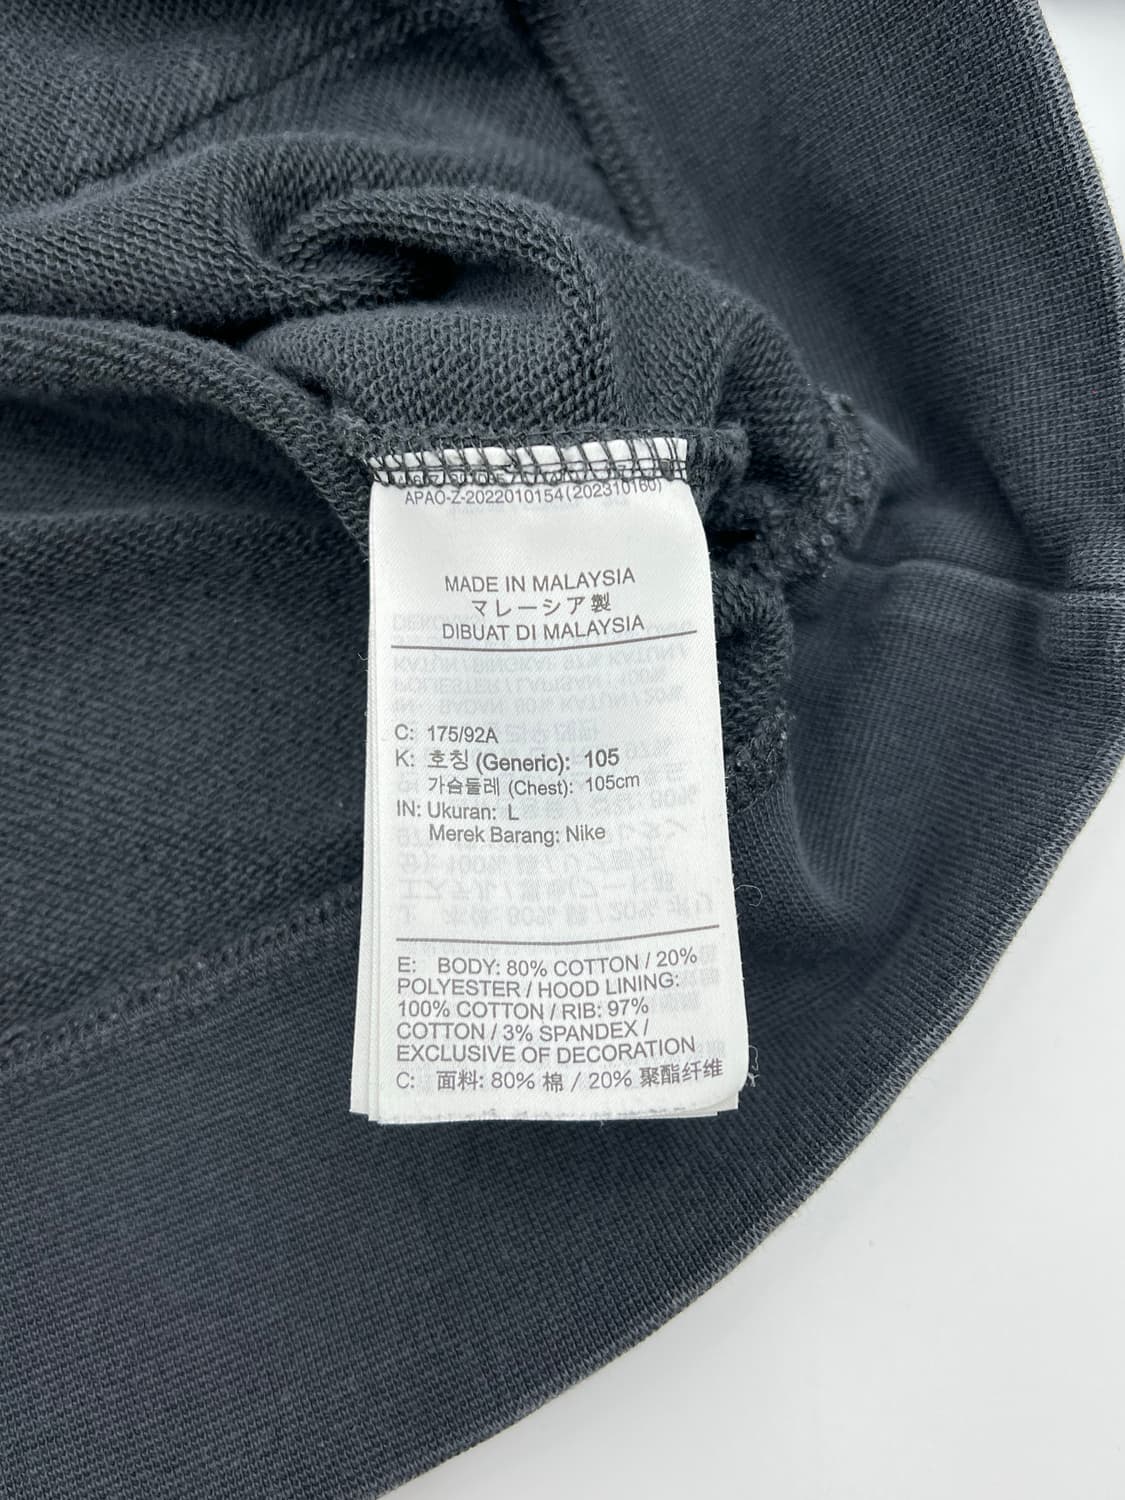 APAO-Z-2022010154(202310160)
MADE IN MALAYSIA
マレーシア製
DIBUAT DI MALAYSIA
C: 175/92A
K: 호칭 (Generic): 105
가슴둘레 (Chest): 105cm
IN: Ukuran: L
Merek Barang: Nike
E: BODY: 80% COTTON / 20%
POLYESTER / HOOD LINING:
100% COTTON / RIB: 97%
COTTON / 3% SPANDEX /
EXCLUSIVE OF DECORATION
C: 面料: 80% 棉 / 20% 聚酯纤维